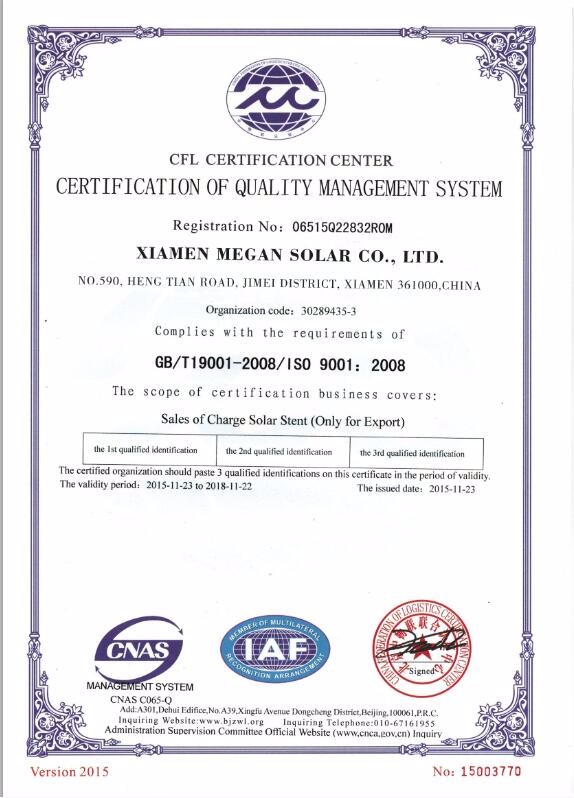 CFL CERTIFICATION CENTER
CERTIFICATION OF QUALITY MANAGEMENT SYSTEM
Registration No: 06515Q22832R0M
XIAMEN MEGAN SOLAR CO., LTD.
NO.590, HENG TIAN ROAD, JIMEI DISTRICT, XIAMEN 361000,CHINA
Organization code: 30289435-3
Complies with the requirements of
GB/T19001-2008/ISO 9001: 2008
The scope of certification business covers:
Sales of Charge Solar Stent (Only for Export)
the 1st qualified identification the 2nd qualified identification the 3rd qualified identification
The certified organization should paste 3 qualified identifications on this certificate in the period of validity.
The validity period: 2015-11-23 to 2018-11-22 The issued date: 2015-11-23
CNAS
MANAGEMENT SYSTEM
CNAS C065-Q
MEMBER OF MULTILATERAL
IAF
RECOGNITION ARRANGEMENT
Signed
Add:A301,Dehui Edifice,No.A39,Xingfu Avenue Dongcheng District,Beijing,100061,P.R.C.
Inquiring Website:www.bjzwl.org Inquiring Telephone:010-67161955
Administration Supervision Committee Official Website (www.cnca.gov.cn) Inquiry
Version 2015 No: 15003770